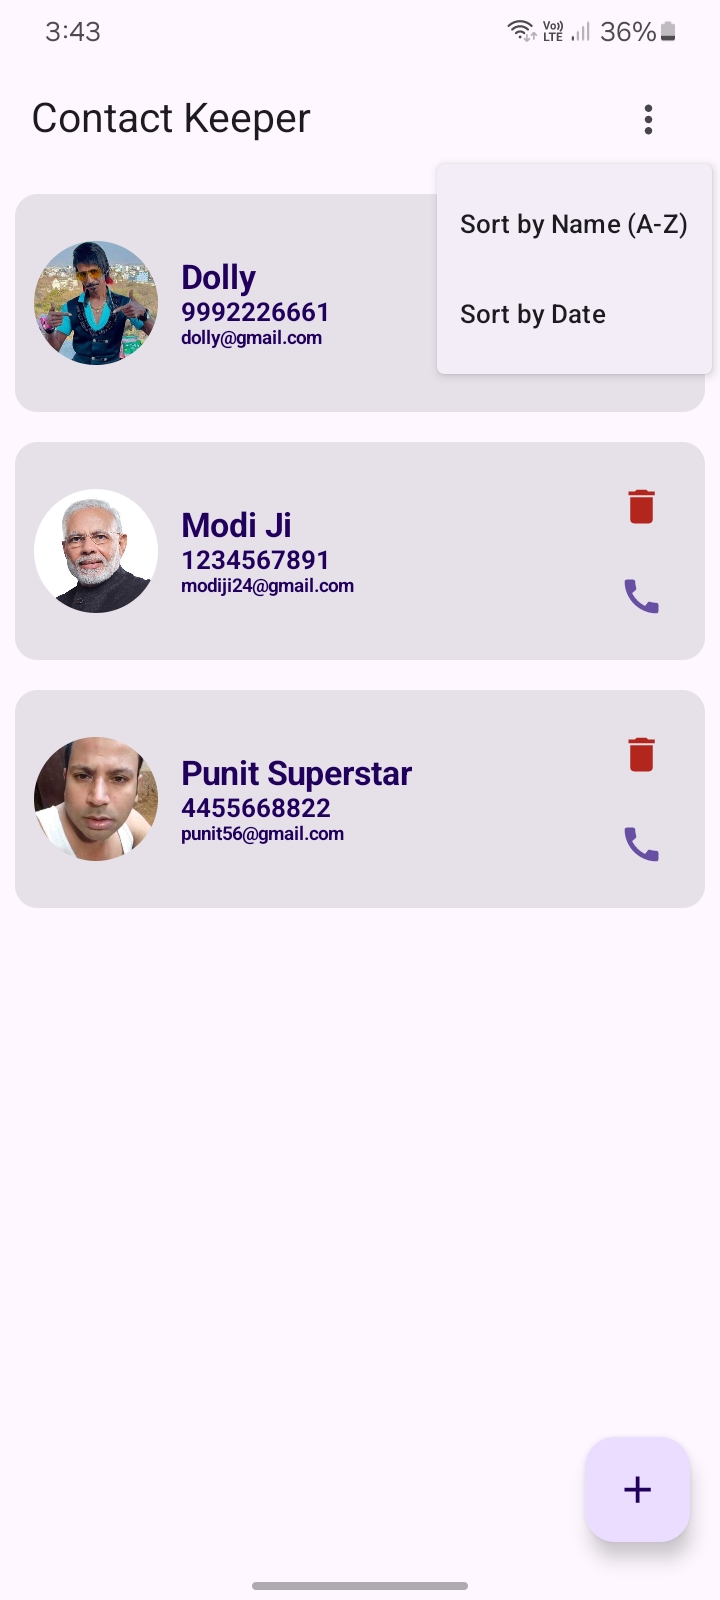 3:43
Vo))
LTE
36%
Contact Keeper
Sort by Name (A-Z)
Sort by Date
Dolly
9992226661
dolly@gmail.com
Modi Ji
1234567891
modiji24@gmail.com
Punit Superstar
4455668822
punit56@gmail.com